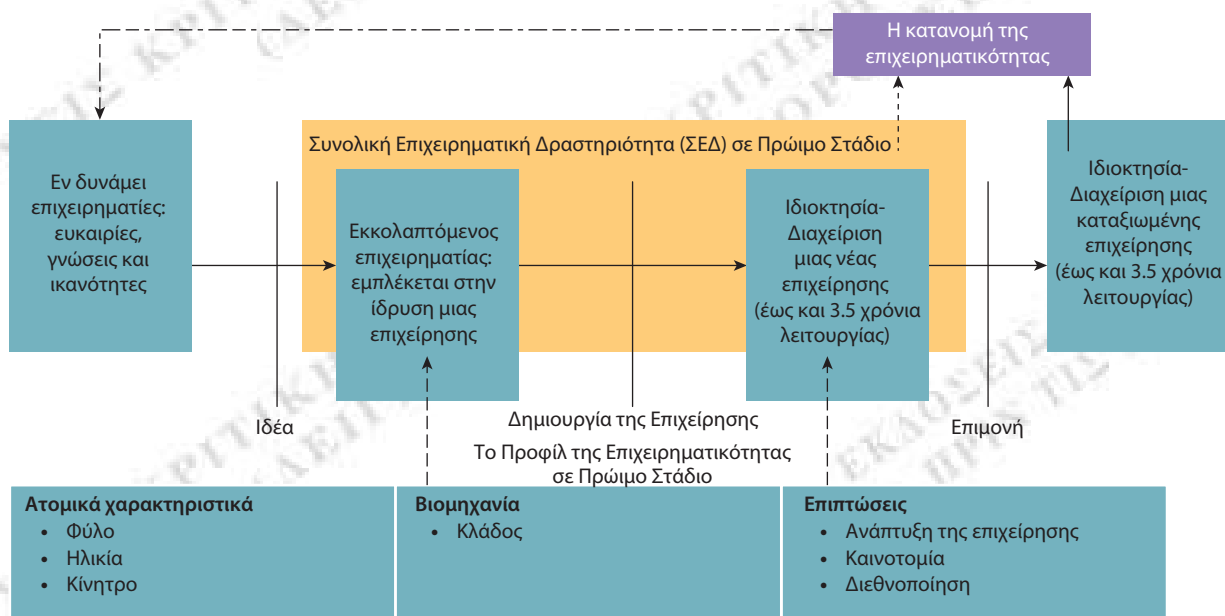 Η κατανομή της
επιχειρηματικότητας
Συνολική Επιχειρηματική Δραστηριότητα (ΣΕΔ) σε Πρώιμο Στάδιο
Εν δυνάμει
επιχειρηματίες:
ευκαιρίες,
γνώσεις και
ικανότητες
Εκκολαπτόμενος
επιχειρηματίας:
εμπλέκεται στην
ίδρυση μιας
επιχείρησης
Ιδιοκτησία-
Διαχείριση
μιας νέας
επιχείρησης
(έως και 3.5 χρόνια
λειτουργίας)
Ιδιοκτησία-
Διαχείριση μιας
καταξιωμένης
επιχείρησης
(έως και 3.5 χρόνια
λειτουργίας)
Ιδέα
Δημιουργία της Επιχείρησης
Επιμονή
Το Προφίλ της Επιχειρηματικότητας
σε Πρώιμο Στάδιο
Ατομικά χαρακτηριστικά
• Φύλο
• Ηλικία
• Κίνητρο
Βιομηχανία
• Κλάδος
Επιπτώσεις
• Ανάπτυξη της επιχείρησης
• Καινοτομία
• Διεθνοποίηση